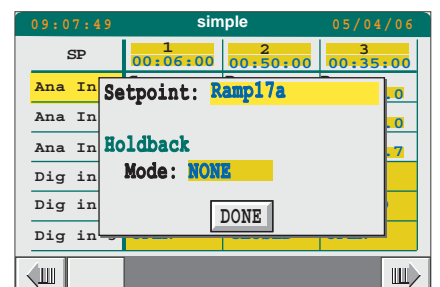 09:07:49 simple 05/04/06
SP 1 2 3
00:06:00 00:50:00 00:35:00
Ana In
Setpoint: Ramp17a
Ana In
Ana In
Holdback
Mode: NONE
Dig in
Dig in
DONE
Dig in